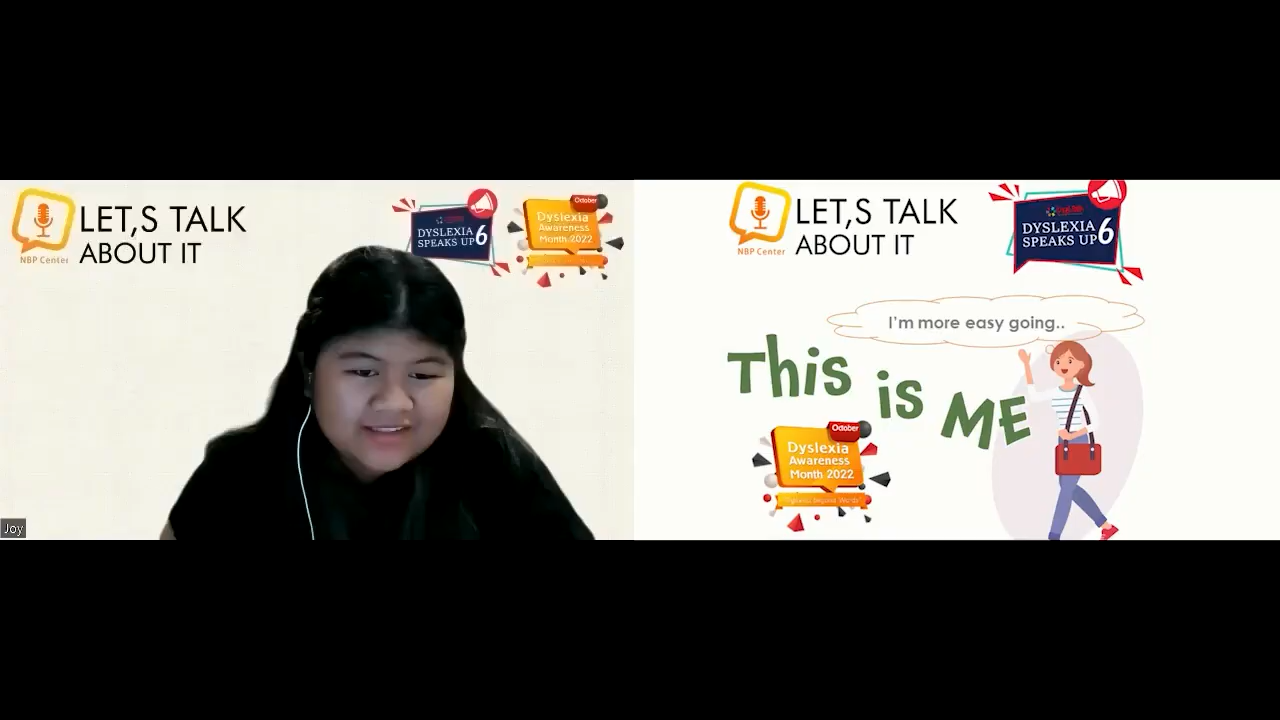 LET,S TALK
ABOUT IT
NBP Center
DYSLEXIA
SPEAKS UP 6
October
Dyslexia
Awareness
Month 2022
Joy
LET,S TALK
ABOUT IT
NBP Center
DYSLEXIA
SPEAKS UP 6
I'm more easy going..
This is ME
October
Dyslexia
Awareness
Month 2022